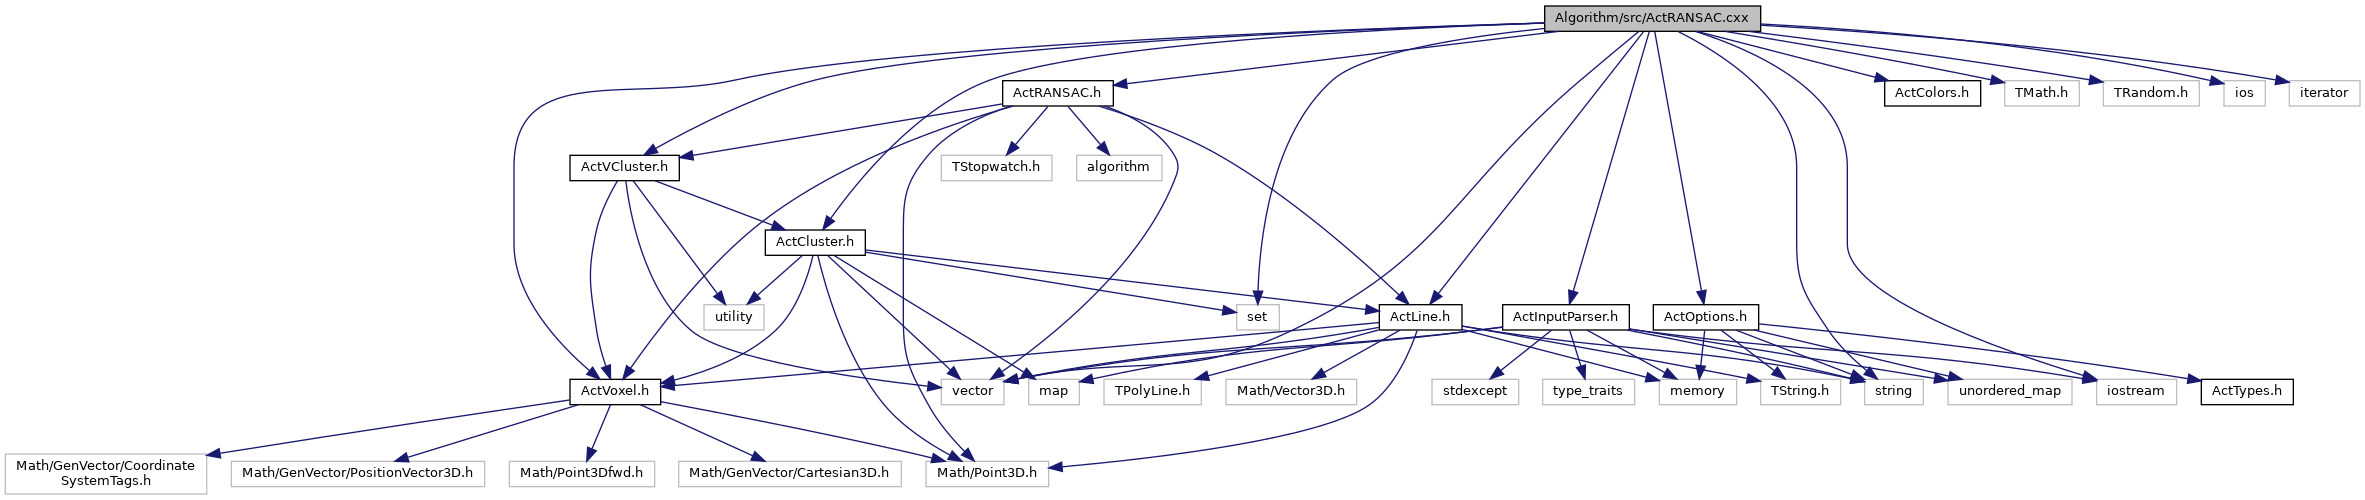 Algorithm/src/ActRANSAC.cxx
ActRANSAC.h
ActColors.h
TMath.h
TRandom.h
ios
iterator
ActVCluster.h
TStopwatch.h
algorithm
ActCluster.h
utility
set
ActLine.h
ActInputParser.h
ActOptions.h
ActVoxel.h
vector
map
TPolyLine.h
Math/Vector3D.h
stdexcept
type_traits
memory
TString.h
string
unordered_map
iostream
ActTypes.h
Math/GenVector/Coordinate
SystemTags.h
Math/GenVector/PositionVector3D.h
Math/Point3Dfwd.h
Math/GenVector/Cartesian3D.h
Math/Point3D.h